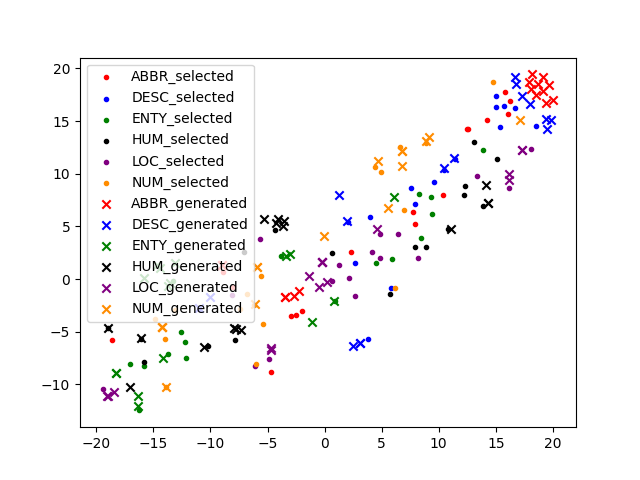 20
15
10
5
0
−5
−10
ABBR_selected
DESC_selected
ENTY_selected
HUM_selected
LOC_selected
NUM_selected
ABBR_generated
DESC_generated
ENTY_generated
HUM_generated
LOC_generated
NUM_generated
−20 −15 −10 −5 0 5 10 15 20